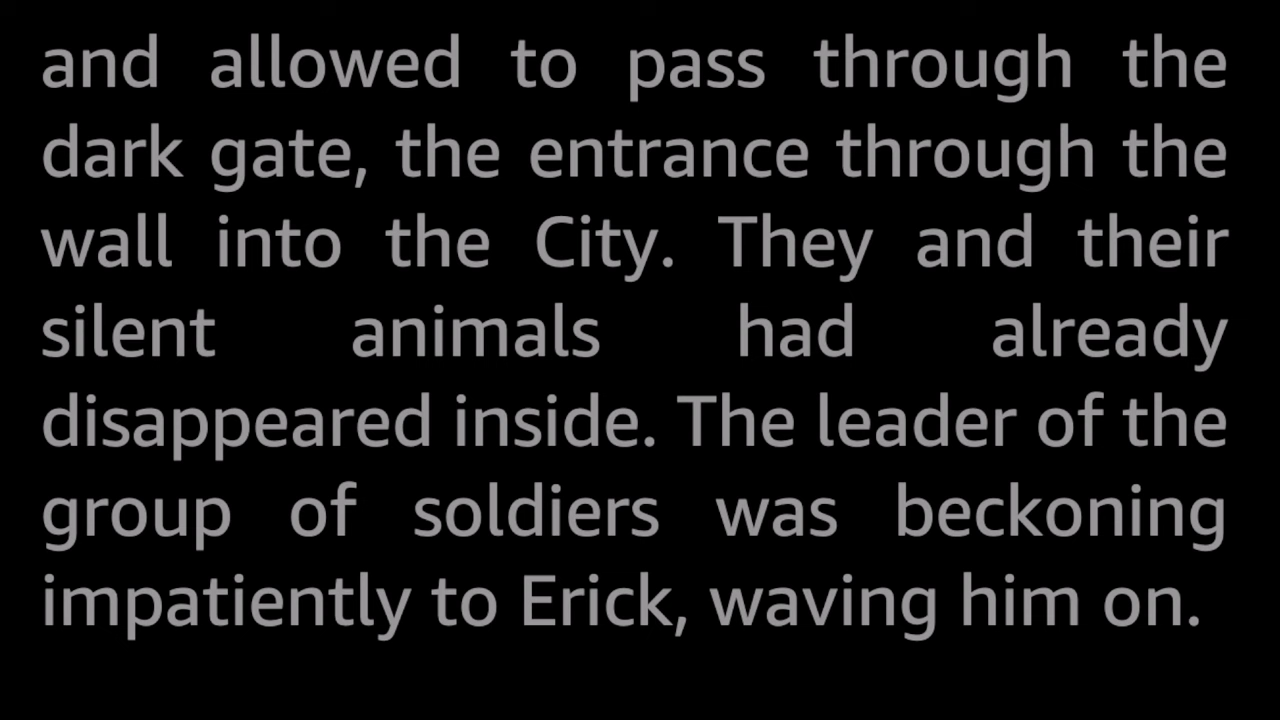 and allowed to pass through the
dark gate, the entrance through the
wall into the City. They and their
silent animals had already
disappeared inside. The leader of the
group of soldiers was beckoning
impatiently to Erick, waving him on.